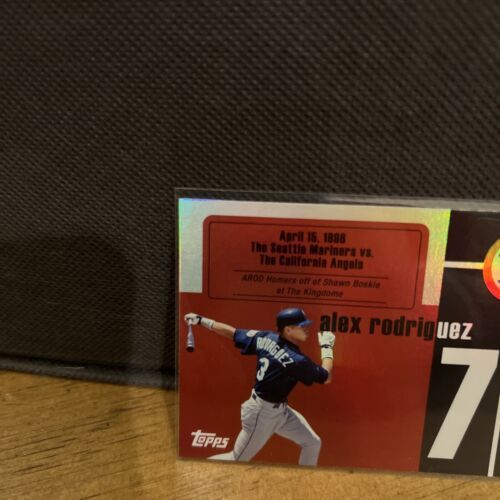 April 15, 1996
The Seattle Mariners vs.
The California Angels
AROD Homers off of Shawn Boskie
at The Kingdome
alex rodriguez
RODRIGUEZ
3
7
Topps